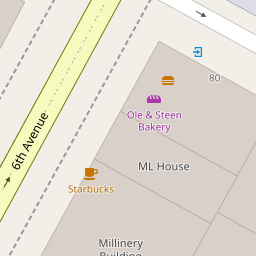 80
Ole & Steen
Bakery
6th Avenue
ML House
Starbucks
Millinery
Building